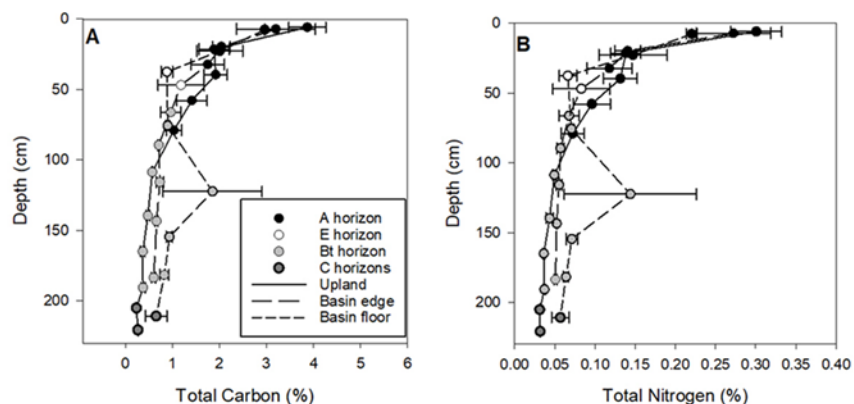 A
0
50
100
150
200
Depth (cm)
0 1 2 3 4 5 6
Total Carbon (%)
A horizon
E horizon
Bt horizon
C horizons
Upland
Basin edge
Basin floor
B
0
50
100
150
200
Depth (cm)
0.00 0.05 0.10 0.15 0.20 0.25 0.30 0.35 0.40
Total Nitrogen (%)